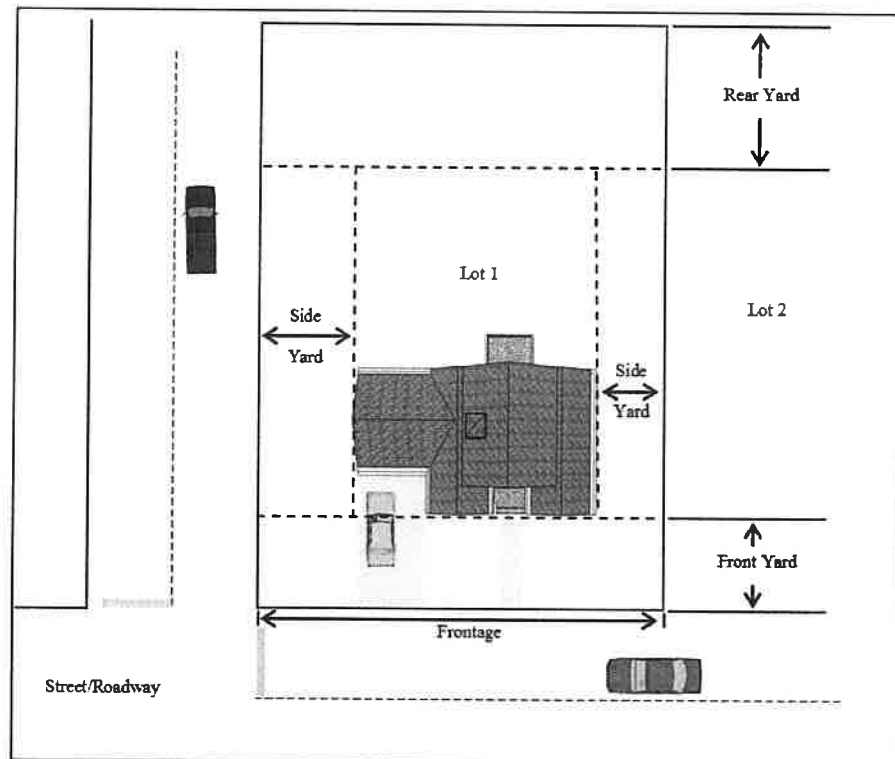 Rear Yard
Lot 1
Lot 2
Side
Yard
Side
Yard
Front Yard
Frontage
Street/Roadway